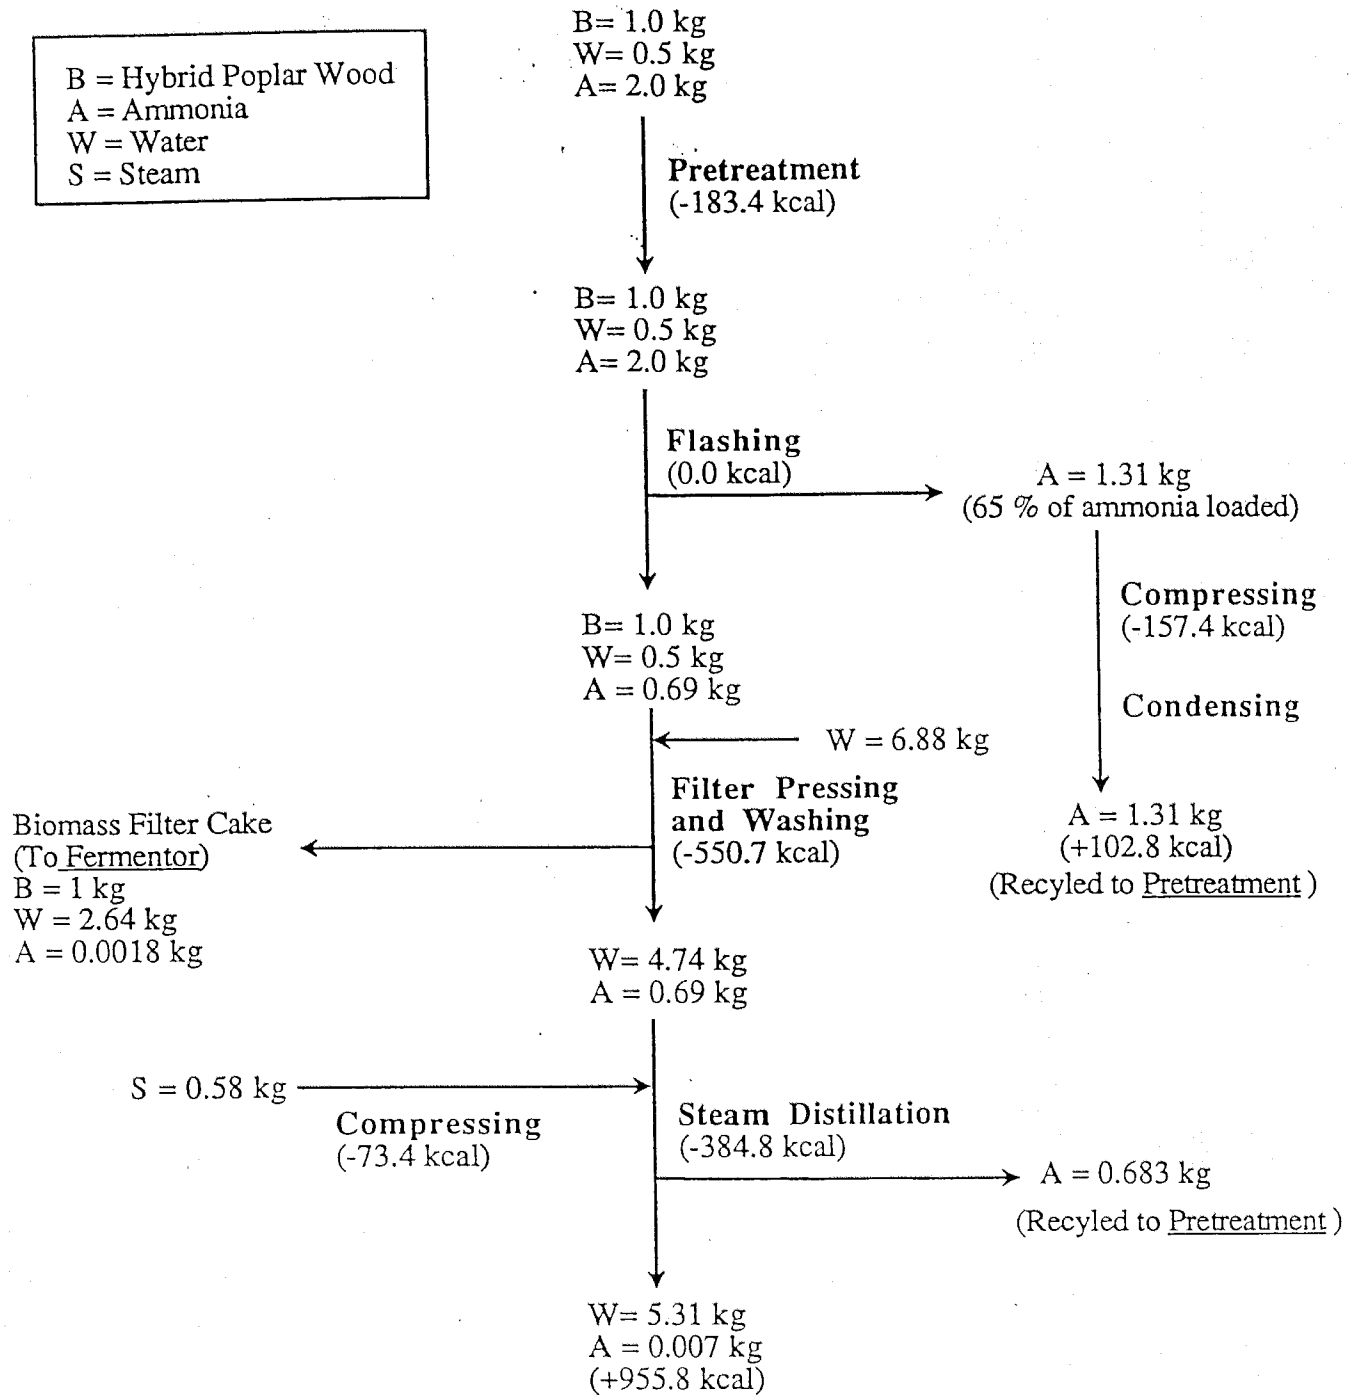 B = Hybrid Poplar Wood
A = Ammonia
W = Water
S = Steam
B= 1.0 kg
W= 0.5 kg
A= 2.0 kg
Pretreatment
(-183.4 kcal)
B= 1.0 kg
W= 0.5 kg
A= 2.0 kg
Flashing
(0.0 kcal)
A = 1.31 kg
(65 % of ammonia loaded)
Compressing
(-157.4 kcal)
Condensing
A = 1.31 kg
(+102.8 kcal)
(Recyled to Pretreatment )
B= 1.0 kg
W= 0.5 kg
A = 0.69 kg
W = 6.88 kg
Filter Pressing
and Washing
(-550.7 kcal)
Biomass Filter Cake
(To Fermentor)
B = 1 kg
W = 2.64 kg
A = 0.0018 kg
W= 4.74 kg
A = 0.69 kg
S = 0.58 kg
Compressing
(-73.4 kcal)
Steam Distillation
(-384.8 kcal)
A = 0.683 kg
(Recyled to Pretreatment )
W= 5.31 kg
A = 0.007 kg
(+955.8 kcal)